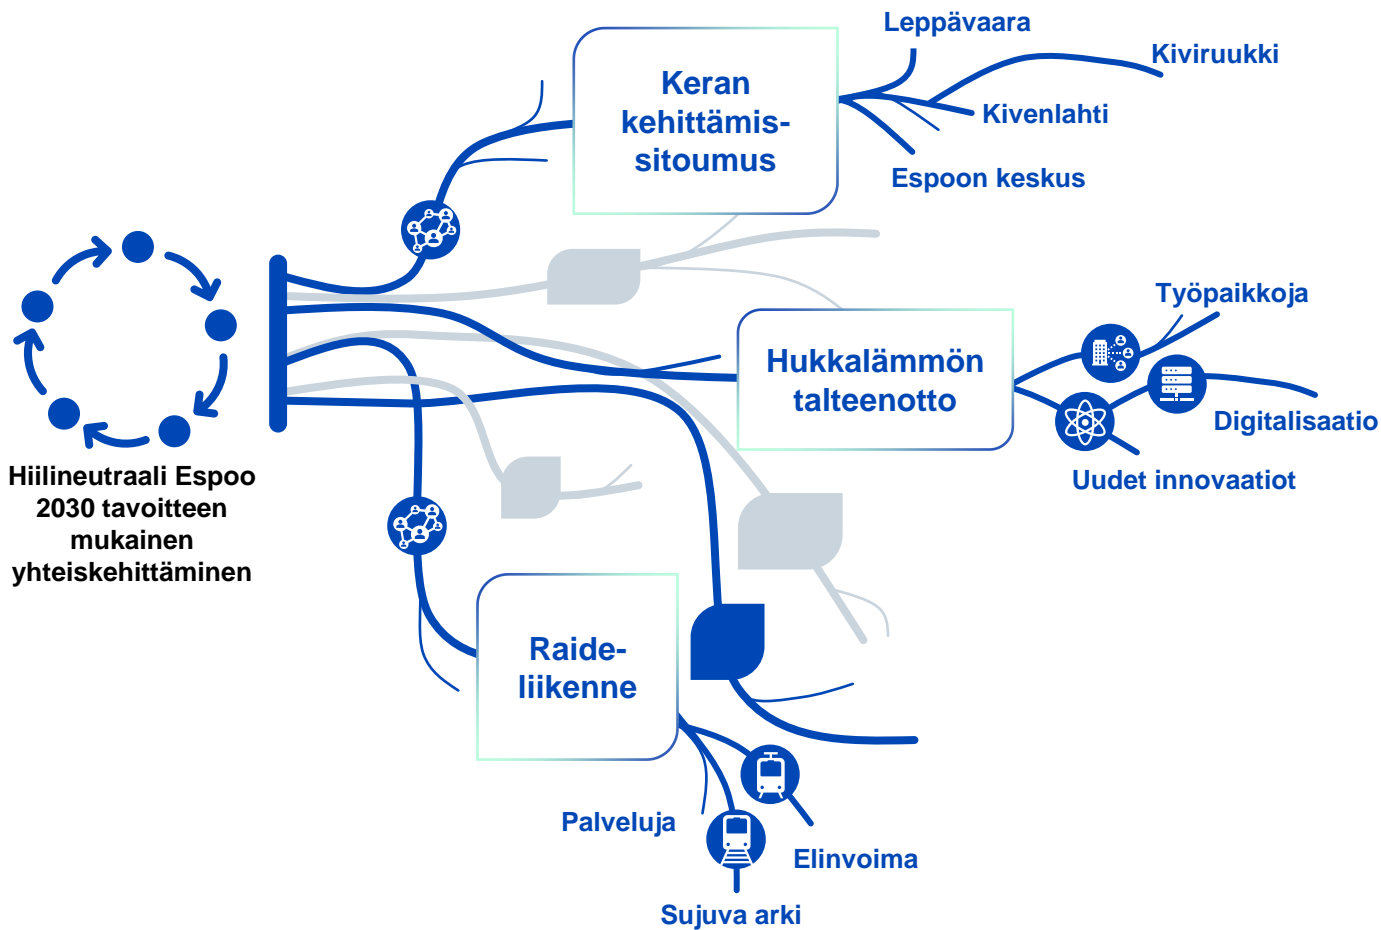 Hiilineutraali Espoo
2030 tavoitteen
mukainen
yhteiskehittäminen
Keran
kehittämis-
sitoumus
Leppävaara
Kiviruukki
Kivenlahti
Espoon keskus
Hukkalämmön
talteenotto
Työpaikkoja
Digitalisaatio
Uudet innovaatiot
Raide-
liikenne
Palveluja
Elinvoima
Sujuva arki